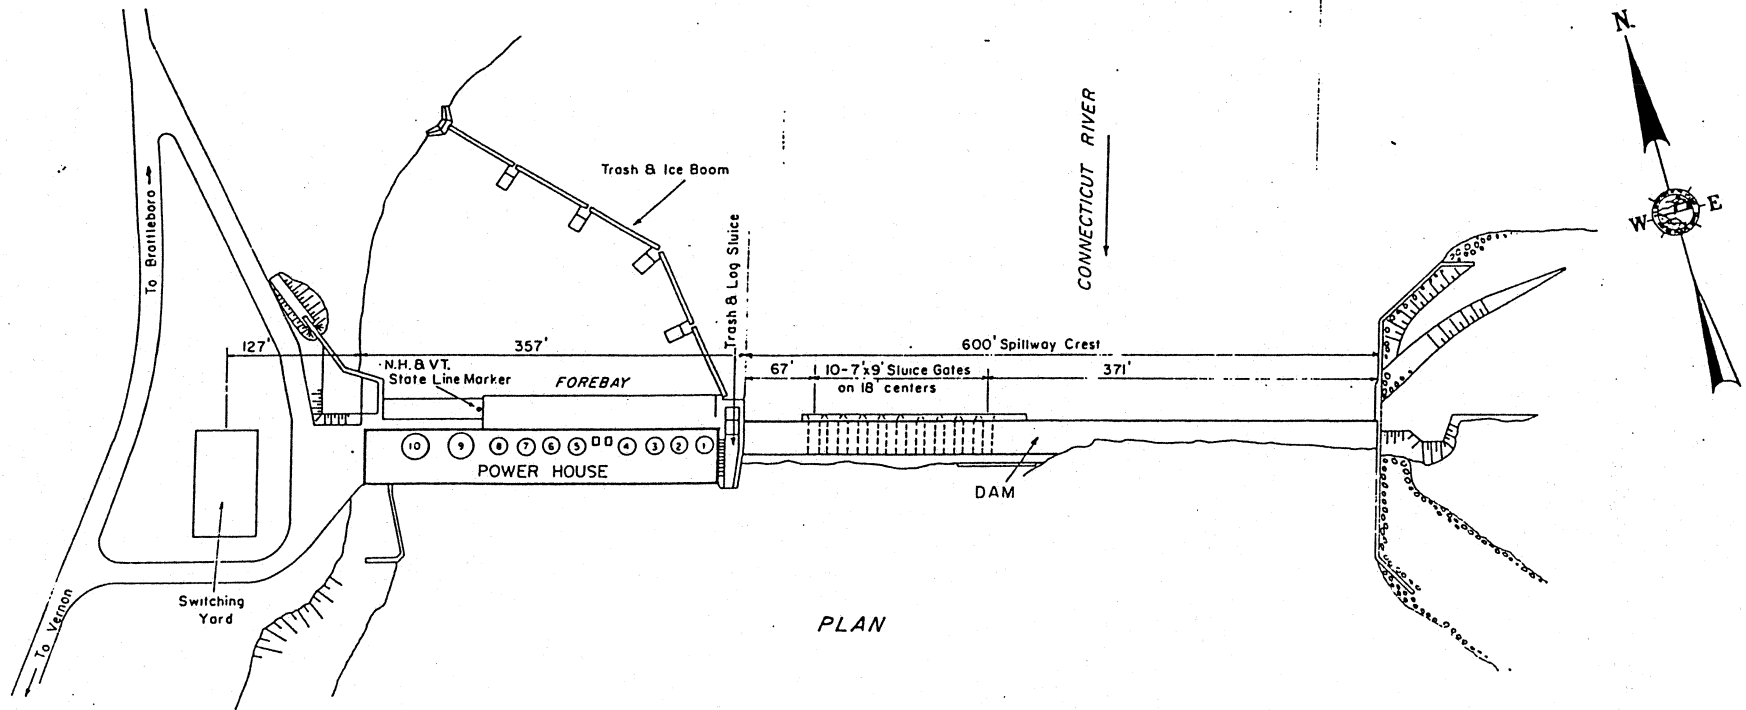 N.
W
E
To Brattleboro
Trash & Ice Boom
CONNECTICUT RIVER
Trash & Log Sluice
127'
357'
600' Spillway Crest
N.H. & VT.
State Line Marker
FOREBAY
67'
10-7'x9' Sluice Gates
on 18' centers
371'
10
9
8
7
6
5
4
3
2
1
POWER HOUSE
DAM
Switching
Yard
To Vernon
PLAN